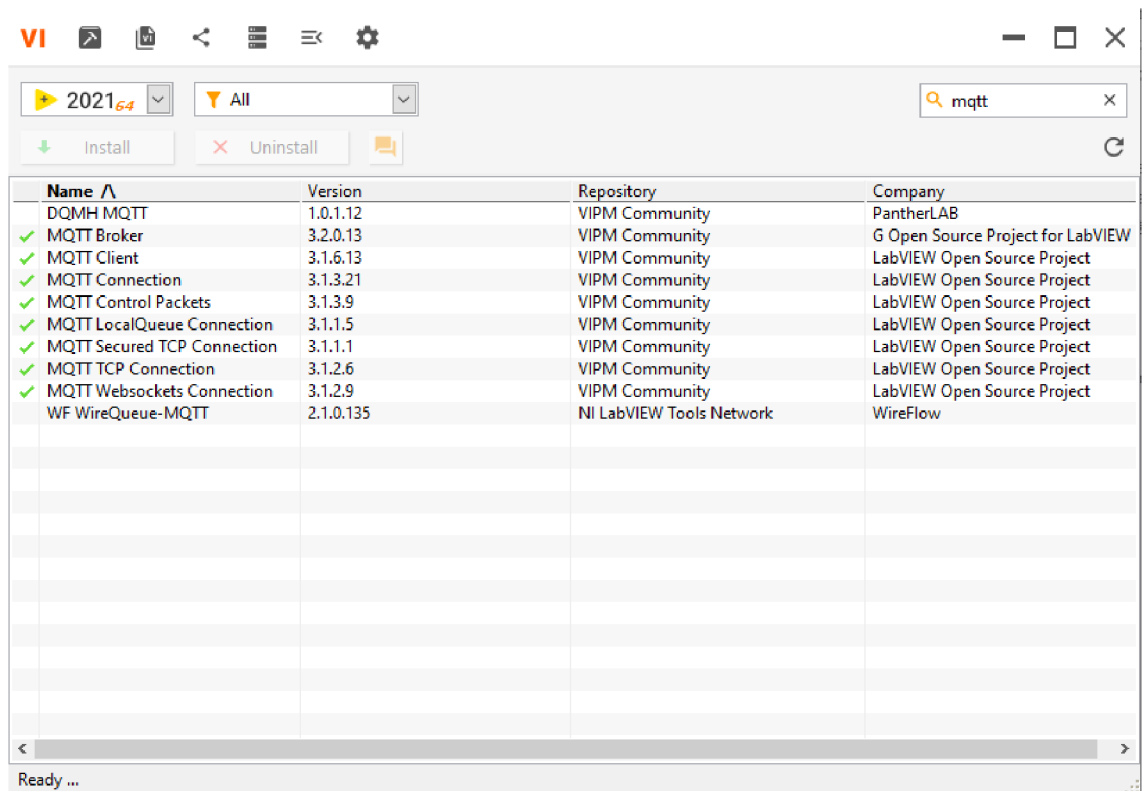 VI
VI
2021 64 All mqtt
Install Uninstall
Name /\ Version Repository Company
DQMH MQTT 1.0.1.12 VIPM Community PantherLAB
MQTT Broker 3.2.0.13 VIPM Community G Open Source Project for LabVIEW
MQTT Client 3.1.6.13 VIPM Community LabVIEW Open Source Project
MQTT Connection 3.1.3.21 VIPM Community LabVIEW Open Source Project
MQTT Control Packets 3.1.3.9 VIPM Community LabVIEW Open Source Project
MQTT LocalQueue Connection 3.1.1.5 VIPM Community LabVIEW Open Source Project
MQTT Secured TCP Connection 3.1.1.1 VIPM Community LabVIEW Open Source Project
MQTT TCP Connection 3.1.2.6 VIPM Community LabVIEW Open Source Project
MQTT Websockets Connection 3.1.2.9 VIPM Community LabVIEW Open Source Project
WF WireQueue-MQTT 2.1.0.135 NI LabVIEW Tools Network WireFlow
Ready ...